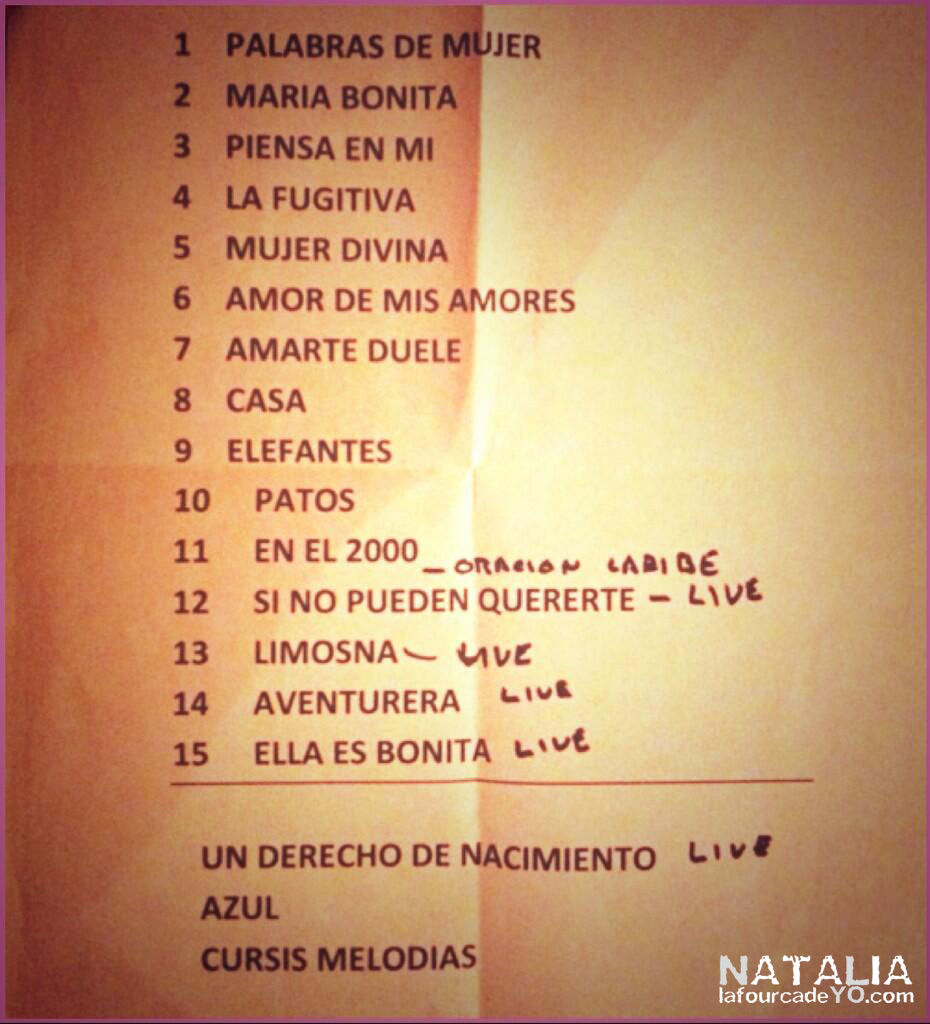 1 PALABRAS DE MUJER
2 MARIA BONITA
3 PIENSA EN MI
4 LA FUGITIVA
5 MUJER DIVINA
6 AMOR DE MIS AMORES
7 AMARTE DUELE
8 CASA
9 ELEFANTES
10 PATOS
11 EN EL 2000 _ ORACION CARIBE
12 SI NO PUEDEN QUERERTE - LIVE
13 LIMOSNA - LIVE
14 AVENTURERA LIVE
15 ELLA ES BONITA LIVE
UN DERECHO DE NACIMIENTO LIVE
AZUL
CURSIS MELODIAS
NATALIA
lafourcadeYO.com